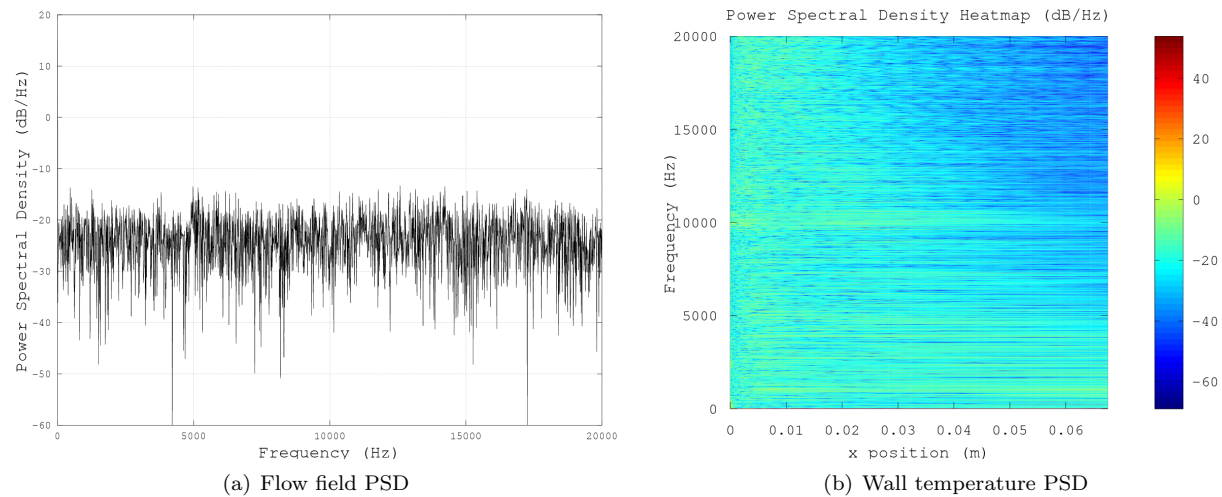 20
10
0
-10
-20
-30
-40
-50
-60
0 5000 10000 15000 20000
Power Spectral Density (dB/Hz)
Frequency (Hz)
(a) Flow field PSD
Power Spectral Density Heatmap (dB/Hz)
20000
15000
10000
5000
0
Frequency (Hz)
0 0.01 0.02 0.03 0.04 0.05 0.06
x position (m)
40
20
0
-20
-40
-60
(b) Wall temperature PSD